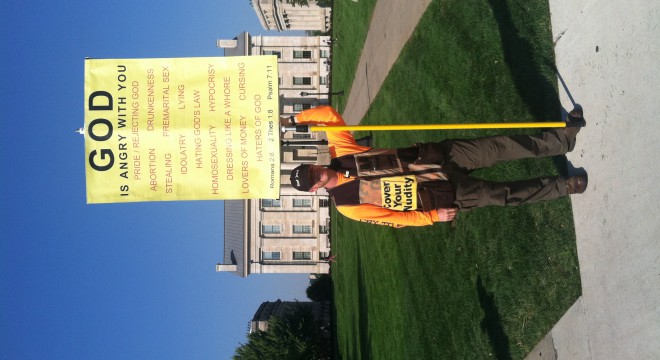 GOD
IS ANGRY WITH YOU
PRIDE / REJECTING GOD
ABORTION DRUNKENNESS
STEALING PREMARITAL SEX
IDOLATRY LYING
HATING GOD'S LAW
HOMOSEXUALITY HYPOCRISY
DRESSING LIKE A WHORE
LOVERS OF MONEY CURSING
HATERS OF GOD
Romans 2:8 2 Thes 1:8 Psalm 7:11
Cover
Your
Nudity